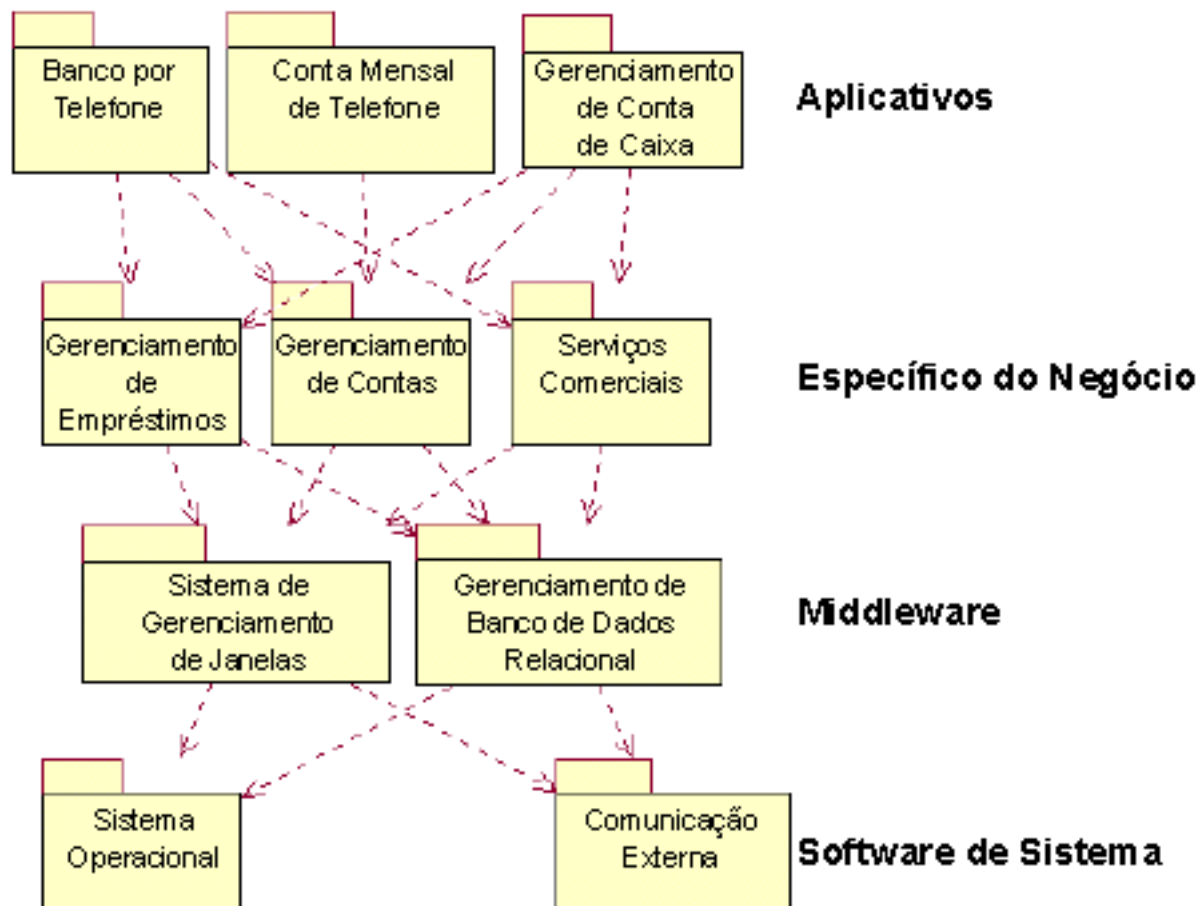 Banco por
Telefone
Conta Mensal
de Telefone
Gerenciamento
de Conta
de Caixa
Aplicativos
Gerenciamento
de
Empréstimos
Gerenciamento
de Contas
Serviços
Comerciais
Específico do Negócio
Sistema de
Gerenciamento
de Janelas
Gerenciamento de
Banco de Dados
Relacional
Middleware
Sistema
Operacional
Comunicação
Externa
Software de Sistema